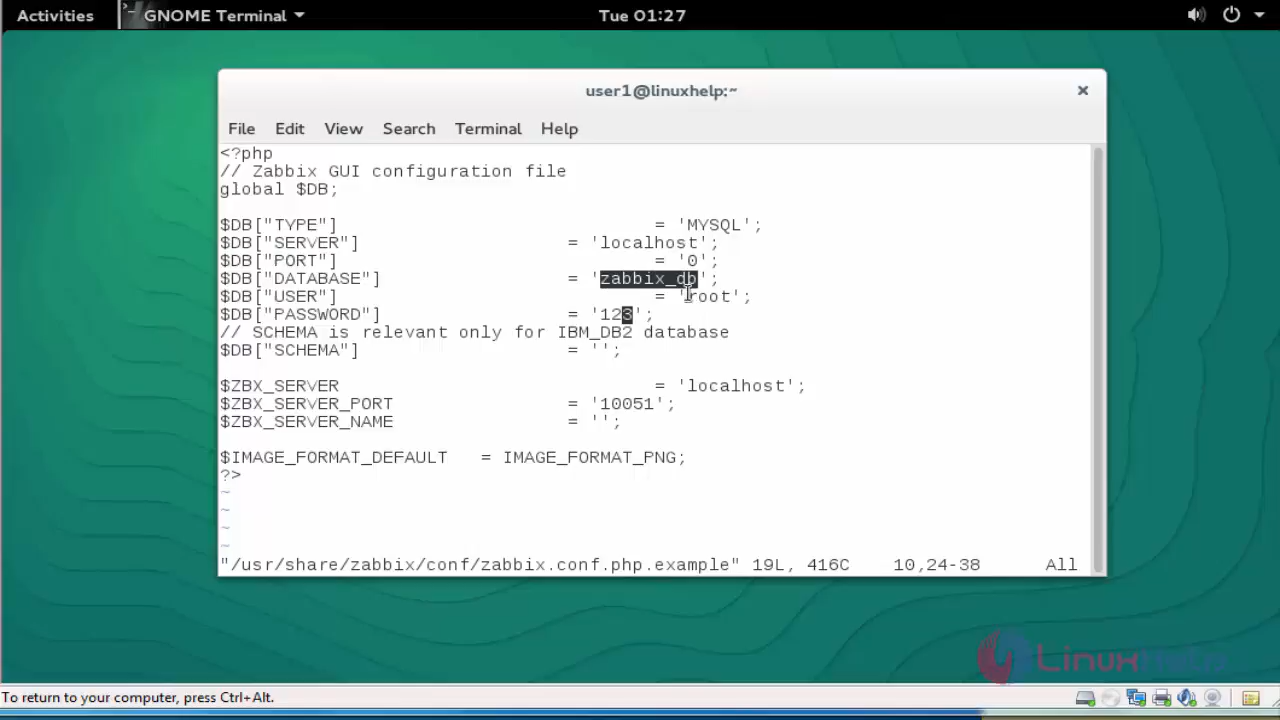 Activities GNOME Terminal Tue 01:27
user1@linuxhelp:~
File Edit View Search Terminal Help
<?php
// Zabbix GUI configuration file
global $DB;
$DB["TYPE"] = 'MYSQL';
$DB["SERVER"] = 'localhost';
$DB["PORT"] = '0';
$DB["DATABASE"] = 'zabbix_db';
$DB["USER"] = 'root';
$DB["PASSWORD"] = '123';
// SCHEMA is relevant only for IBM_DB2 database
$DB["SCHEMA"] = '';
$ZBX_SERVER = 'localhost';
$ZBX_SERVER_PORT = '10051';
$ZBX_SERVER_NAME = '';
$IMAGE_FORMAT_DEFAULT = IMAGE_FORMAT_PNG;
?>
~
~
~
~
"/usr/share/zabbix/conf/zabbix.conf.php.example" 19L, 416C 10,24-38 All
LinuxHelp
To return to your computer, press Ctrl+Alt.